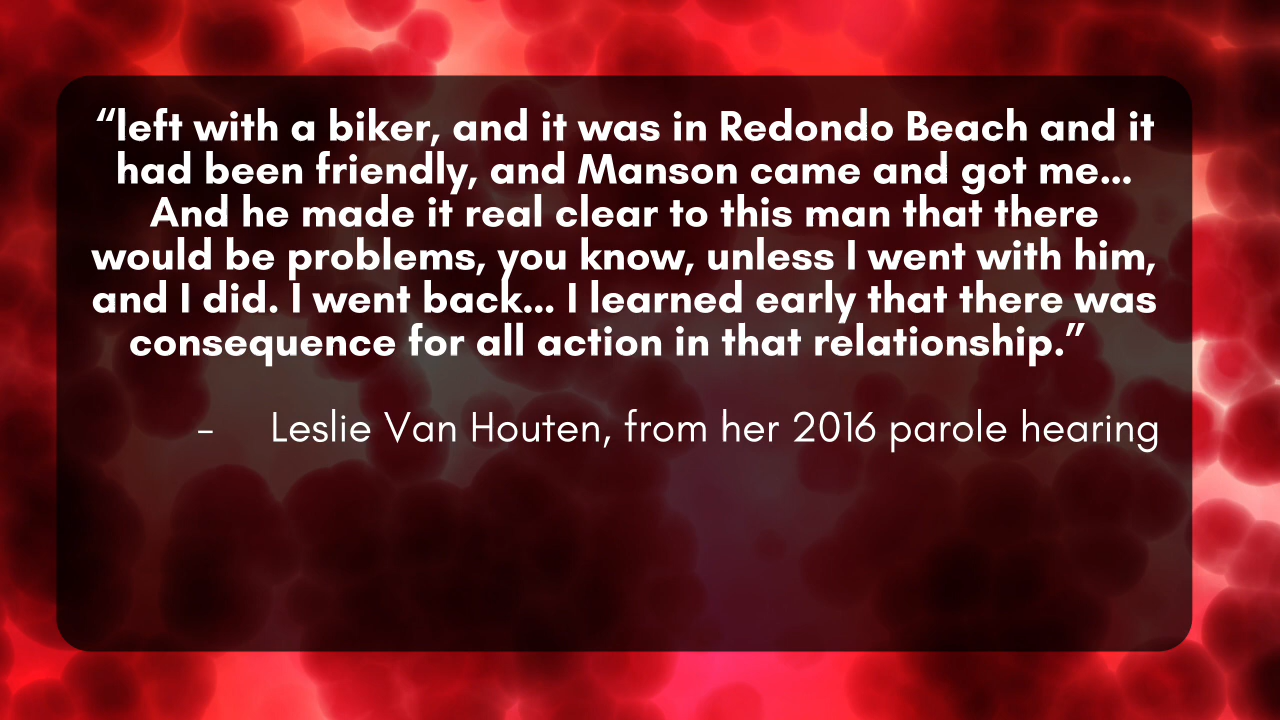 “left with a biker, and it was in Redondo Beach and it
had been friendly, and Manson came and got me...
And he made it real clear to this man that there
would be problems, you know, unless I went with him,
and I did. I went back... I learned early that there was
consequence for all action in that relationship.”
- Leslie Van Houten, from her 2016 parole hearing